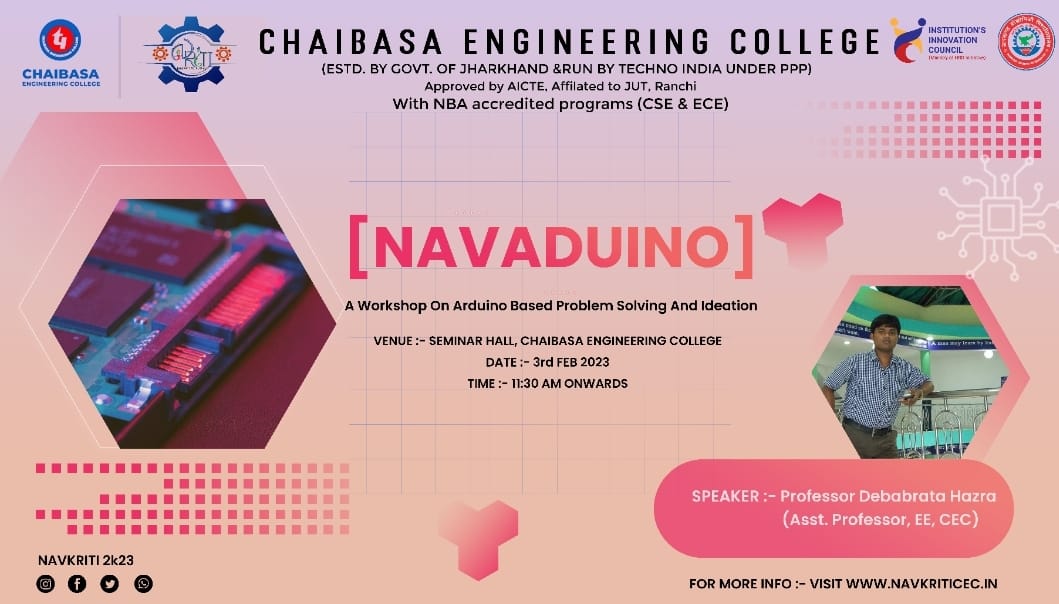 CHAIBASA
ENGINEERING COLLEGE
CHAIBASA ENGINEERING COLLEGE
(ESTD. BY GOVT. OF JHARKHAND &RUN BY TECHNO INDIA UNDER PPP)
Approved by AICTE, Affilated to JUT, Ranchi
With NBA accredited programs (CSE & ECE)
INSTITUTION'S
INNOVATION
COUNCIL
[NAVADUINO]
A Workshop On Arduino Based Problem Solving And Ideation
VENUE :- SEMINAR HALL, CHAIBASA ENGINEERING COLLEGE
DATE :- 3rd FEB 2023
TIME :- 11:30 AM ONWARDS
SPEAKER :- Professor Debabrata Hazra
(Asst. Professor, EE, CEC)
NAVKRITI 2k23
FOR MORE INFO :- VISIT WWW.NAVKRITICEC.IN